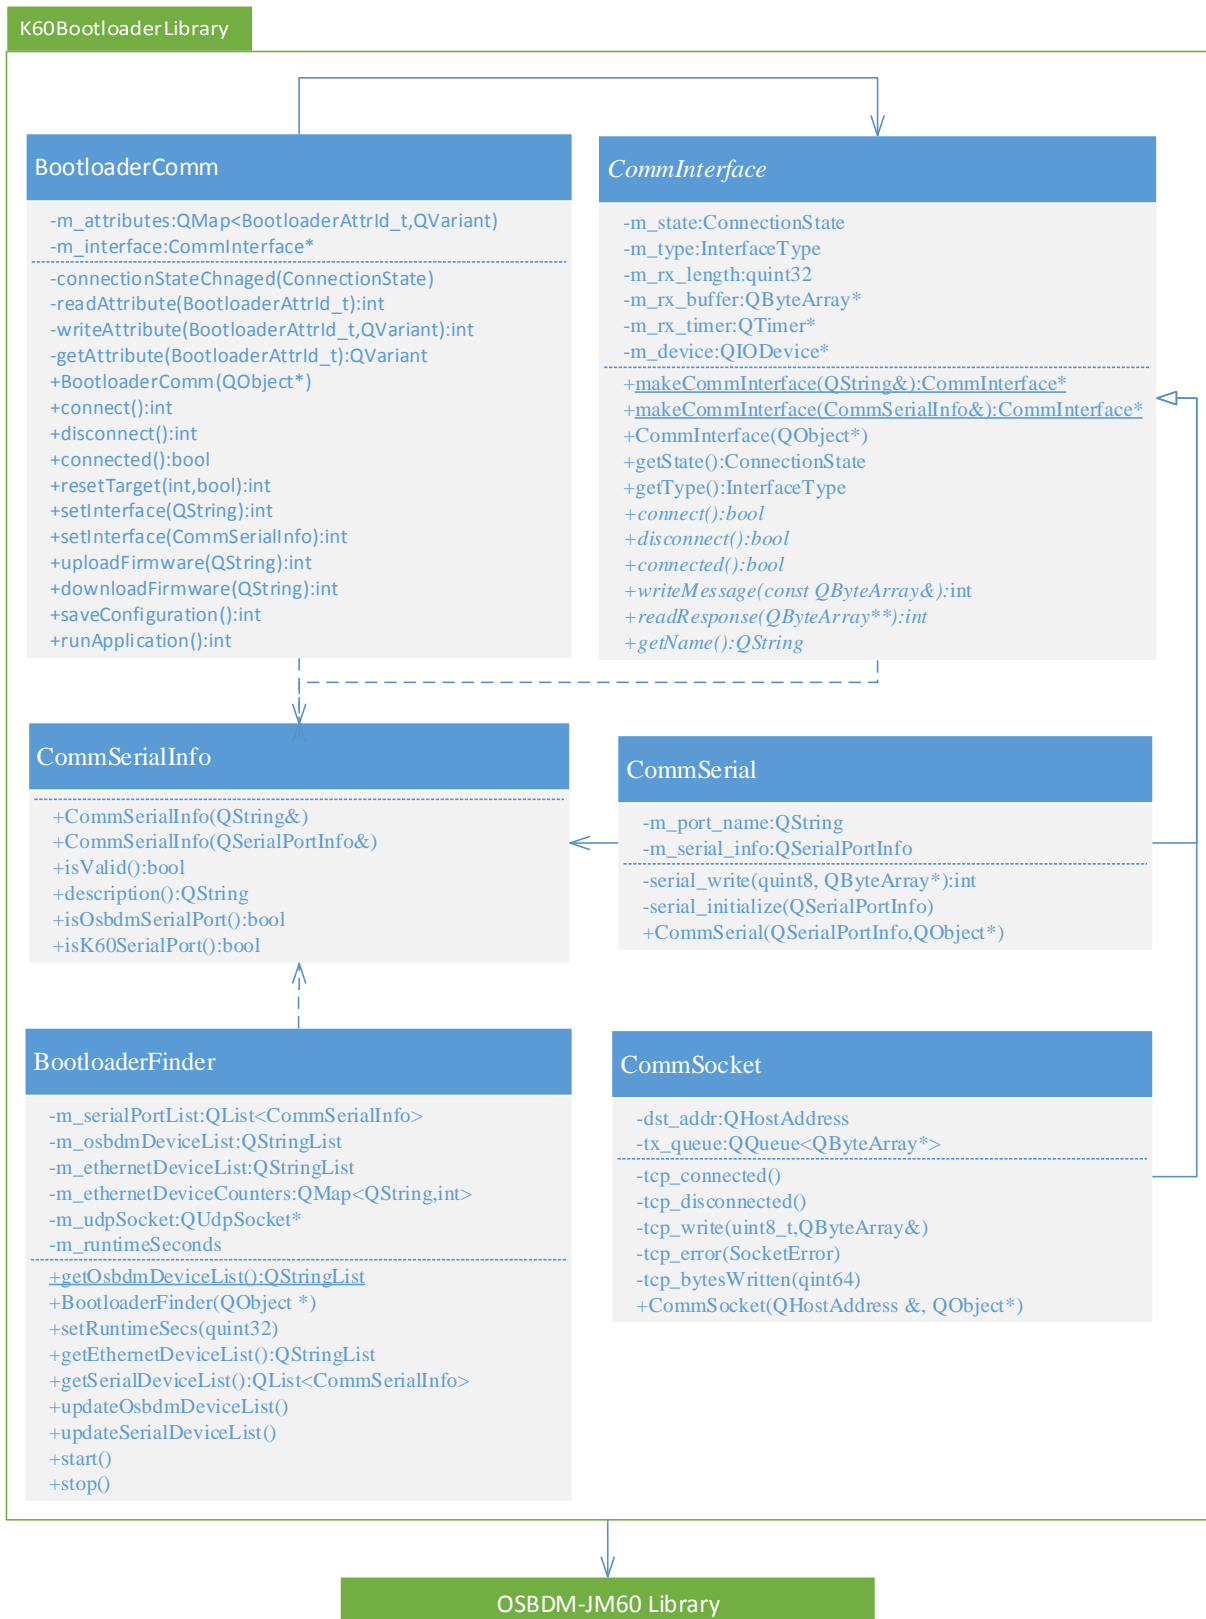 K60BootloaderLibrary
BootloaderComm
-m_attributes:QMap<BootloaderAttrId_t,QVariant)
-m_interface:CommInterface*
-connectionStateChnaged(ConnectionState)
-readAttribute(BootloaderAttrId_t):int
-writeAttribute(BootloaderAttrId_t,QVariant):int
-getAttribute(BootloaderAttrId_t):QVariant
+BootloaderComm(QObject*)
+connect():int
+disconnect():int
+connected():bool
+resetTarget(int,bool):int
+setInterface(QString):int
+setInterface(CommSerialInfo):int
+uploadFirmware(QString):int
+downloadFirmware(QString):int
+saveConfiguration():int
+runApplication():int
CommInterface
-m_state:ConnectionState
-m_type:InterfaceType
-m_rx_length:quint32
-m_rx_buffer:QByteArray*
-m_rx_timer:QTimer*
-m_device:QIODevice*
+makeCommInterface(QString&):CommInterface*
+makeCommInterface(CommSerialInfo&):CommInterface*
+CommInterface(QObject*)
+getState():ConnectionState
+getType():InterfaceType
+connect():bool
+disconnect():bool
+connected():bool
+writeMessage(const QByteArray&):int
+readResponse(QByteArray**):int
+getName():QString
CommSerialInfo
+CommSerialInfo(QString&)
+CommSerialInfo(QSerialPortInfo&)
+isValid():bool
+description():QString
+isOsbdmSerialPort():bool
+isK60SerialPort():bool
CommSerial
-m_port_name:QString
-m_serial_info:QSerialPortInfo
-serial_write(quint8, QByteArray*):int
-serial_initialize(QSerialPortInfo)
+CommSerial(QSerialPortInfo,QObject*)
BootloaderFinder
-m_serialPortList:QList<CommSerialInfo>
-m_osbdmDeviceList:QStringList
-m_ethernetDeviceList:QStringList
-m_ethernetDeviceCounters:QMap<QString,int>
-m_udpSocket:QUdpSocket*
-m_runtimeSeconds
+getOsbdmDeviceList():QStringList
+BootloaderFinder(QObject *)
+setRuntimeSecs(quint32)
+getEthernetDeviceList():QStringList
+getSerialDeviceList():QList<CommSerialInfo>
+updateOsbdmDeviceList()
+updateSerialDeviceList()
+start()
+stop()
CommSocket
-dst_addr:QHostAddress
-tx_queue:QQueue<QByteArray*>
-tcp_connected()
-tcp_disconnected()
-tcp_write(uint8_t,QByteArray&)
-tcp_error(SocketError)
-tcp_bytesWritten(qint64)
+CommSocket(QHostAddress &, QObject*)
OSBDM-JM60 Library